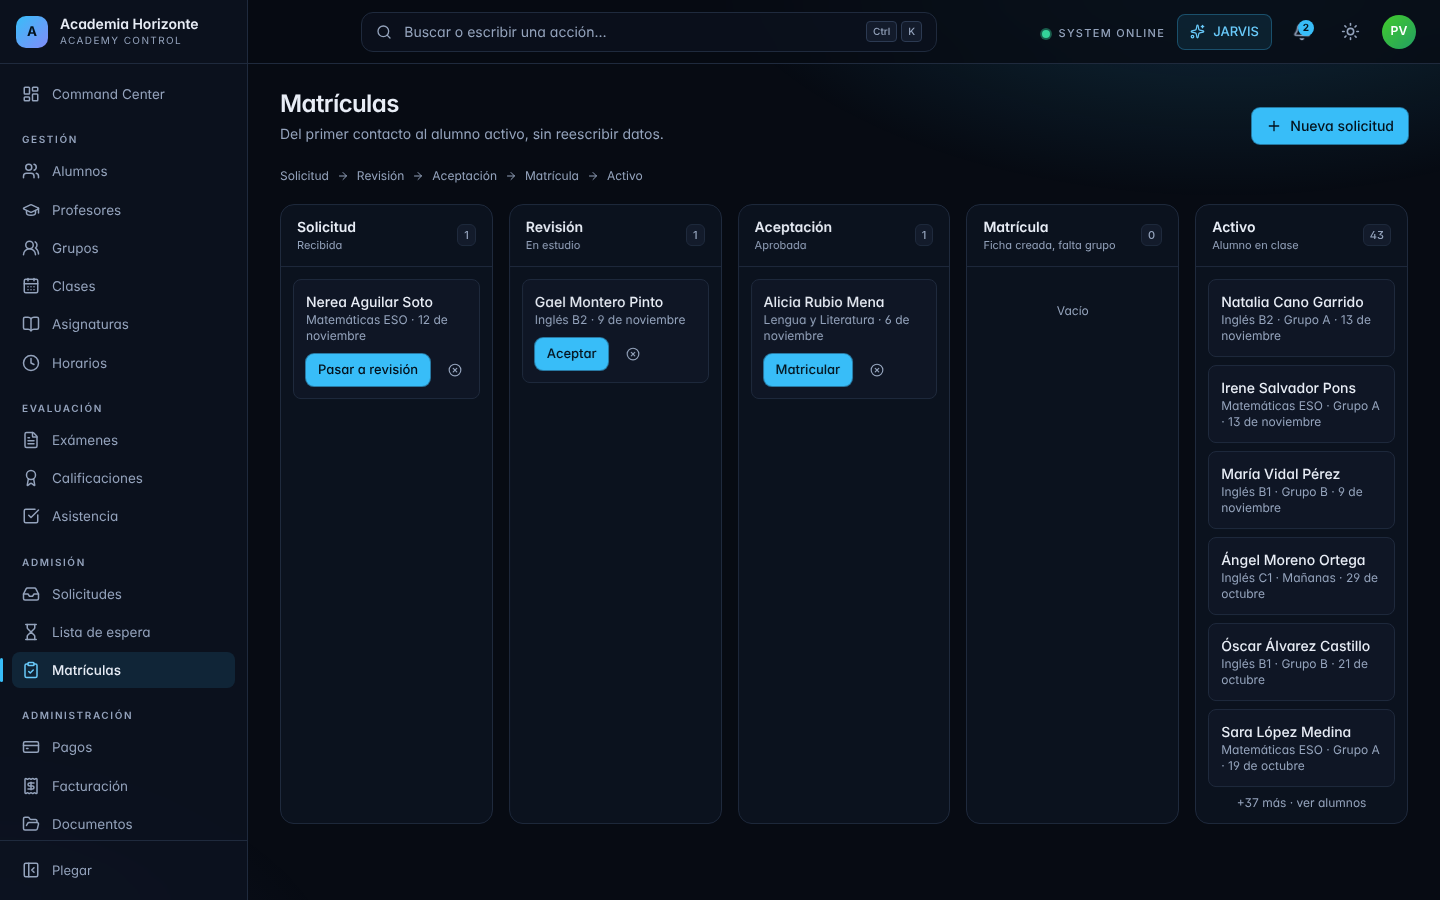 A
Academia Horizonte
ACADEMY CONTROL
Buscar o escribir una acción...
Ctrl K
SYSTEM ONLINE
JARVIS
2
PV
Command Center
GESTIÓN
Alumnos
Profesores
Grupos
Clases
Asignaturas
Horarios
EVALUACIÓN
Exámenes
Calificaciones
Asistencia
ADMISIÓN
Solicitudes
Lista de espera
Matrículas
ADMINISTRACIÓN
Pagos
Facturación
Documentos
Plegar
Matrículas
Del primer contacto al alumno activo, sin reescribir datos.
Nueva solicitud
Solicitud → Revisión → Aceptación → Matrícula → Activo
Solicitud
Recibida
1
Nerea Aguilar Soto
Matemáticas ESO · 12 de
noviembre
Pasar a revisión
Revisión
En estudio
1
Gael Montero Pinto
Inglés B2 · 9 de noviembre
Aceptar
Aceptación
Aprobada
1
Alicia Rubio Mena
Lengua y Literatura · 6 de
noviembre
Matricular
Matrícula
Ficha creada, falta grupo
0
Vacío
Activo
Alumno en clase
43
Natalia Cano Garrido
Inglés B2 · Grupo A · 13 de
noviembre
Irene Salvador Pons
Matemáticas ESO · Grupo A
· 13 de noviembre
María Vidal Pérez
Inglés B1 · Grupo B · 9 de
noviembre
Ángel Moreno Ortega
Inglés C1 · Mañanas · 29 de
octubre
Óscar Álvarez Castillo
Inglés B1 · Grupo B · 21 de
octubre
Sara López Medina
Matemáticas ESO · Grupo A
· 19 de octubre
+37 más · ver alumnos